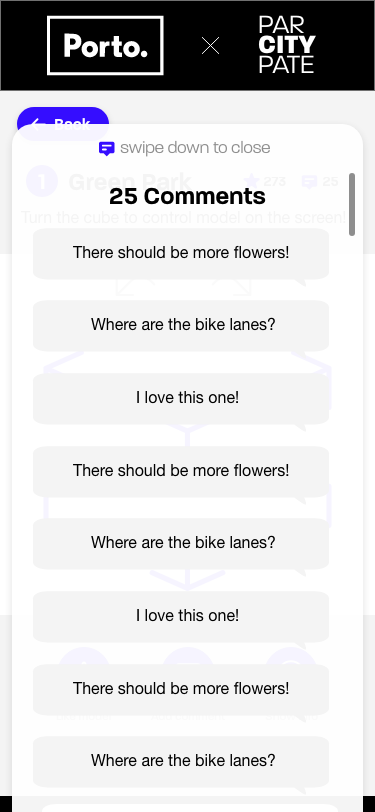 Porto.
PAR
CITY
PATE
Back
swipe down to close
1 Green Park 273 25
25 Comments
Turn the cube to control model on the screen!
There should be more flowers!
Where are the bike lanes?
I love this one!
There should be more flowers!
Where are the bike lanes?
I love this one!
There should be more flowers!
Where are the bike lanes?